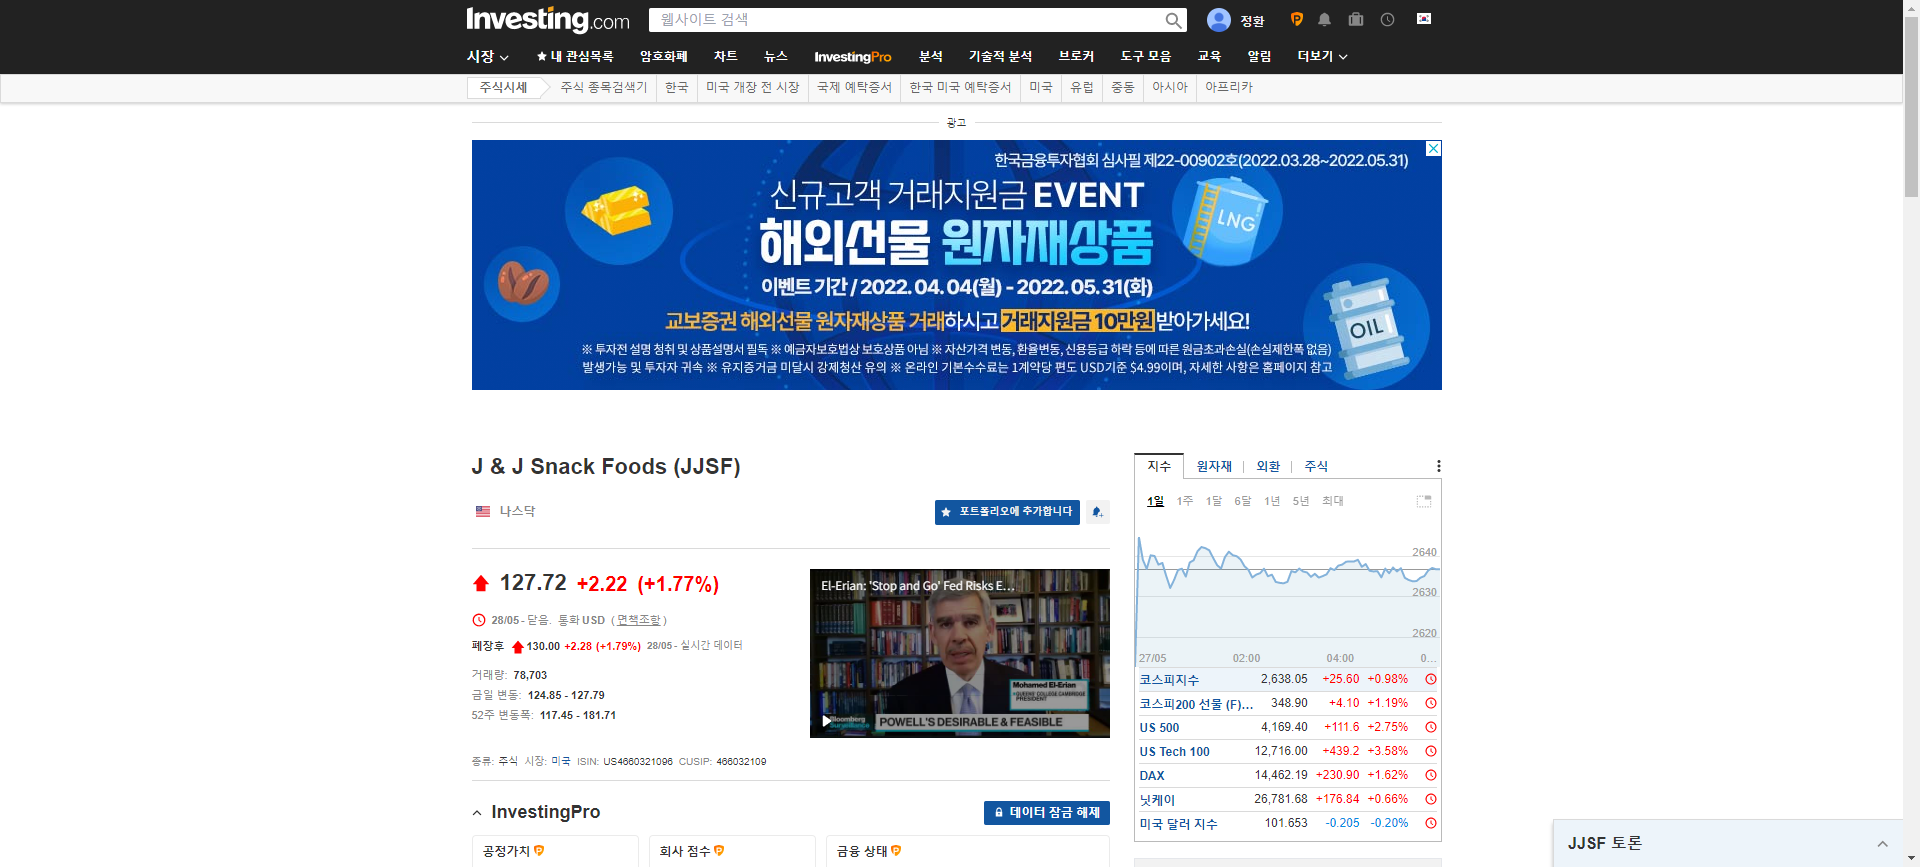 Investing.com
웹사이트 검색
정환
시장
내 관심목록
암호화폐
차트
뉴스
InvestingPro
분석
기술적 분석
브로커
도구 모음
교육
알림
더보기
주식시세
주식 종목검색기
한국
미국 개장 전 시장
국제 예탁증서
한국 미국 예탁증서
미국
유럽
중동
아시아
아프리카
광고
한국금융투자협회 심사필 제22-00902호(2022.03.28~2022.05.31)
신규고객 거래지원금 EVENT
LNG
해외선물 원자재상품
이벤트 기간 / 2022. 04. 04(월) - 2022. 05. 31(화)
교보증권 해외선물 원자재상품 거래하시고 거래지원금 10만원 받아가세요!
OIL
※ 투자전 설명 청취 및 상품설명서 필독 ※ 예금자보호법상 보호상품 아님 ※ 자산가격 변동, 환율변동, 신용등급 하락 등에 따른 원금초과손실(손실제한폭 없음)
발생가능 및 투자자 귀속 ※ 유지증거금 미달시 강제청산 유의 ※ 온라인 기본수수료는 1계약당 편도 USD기준 $4.99이며, 자세한 사항은 홈페이지 참고
J & J Snack Foods (JJSF)
나스닥
포트폴리오에 추가합니다
127.72 +2.22 (+1.77%)
28/05 - 닫음. 통화 USD ( 면책조항 )
폐장후 130.00 +2.28 (+1.79%) 28/05 - 실시간 데이터
거래량: 78,703
금일 변동: 124.85 - 127.79
52주 변동폭: 117.45 - 181.71
El-Erian: 'Stop and Go' Fed Risks E...
Mohamed El-Erian
QUEENS' COLLEGE, CAMBRIDGE
PRESIDENT
Bloomberg
Surveillance
POWELL'S DESIRABLE & FEASIBLE
종류: 주식 시장: 미국 ISIN: US4660321096 CUSIP: 466032109
InvestingPro
데이터 잠금 해제
공정가치
회사 점수
금융 상태
지수
원자재
외환
주식
1일 1주 1달 6달 1년 5년 최대
2640
2630
2620
27/05 02:00 04:00 0...
코스피지수 2,638.05 +25.60 +0.98%
코스피200 선물 (F)... 348.90 +4.10 +1.19%
US 500 4,169.40 +111.6 +2.75%
US Tech 100 12,716.00 +439.2 +3.58%
DAX 14,462.19 +230.90 +1.62%
닛케이 26,781.68 +176.84 +0.66%
미국 달러 지수 101.653 -0.205 -0.20%
JJSF 토론